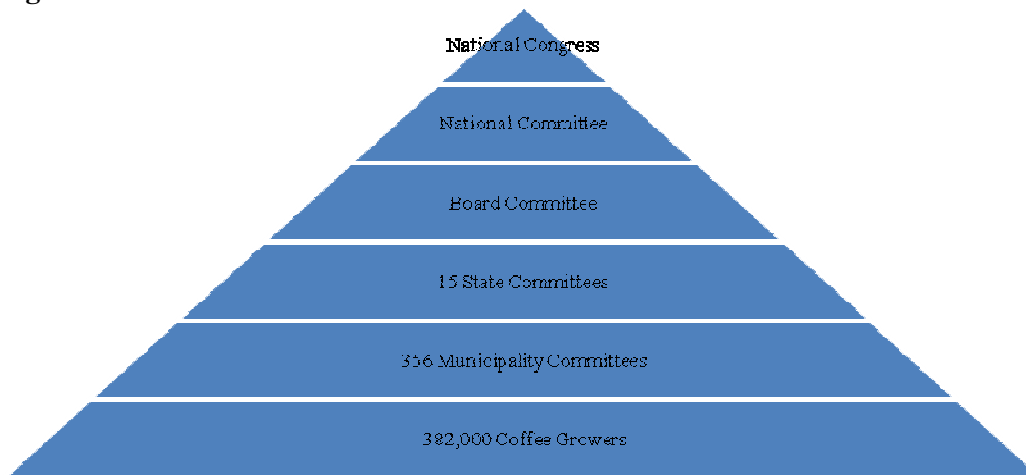 National Congress
National Committee
Board Committee
15 State Committees
356 Municipality Committees
382,000 Coffee Growers